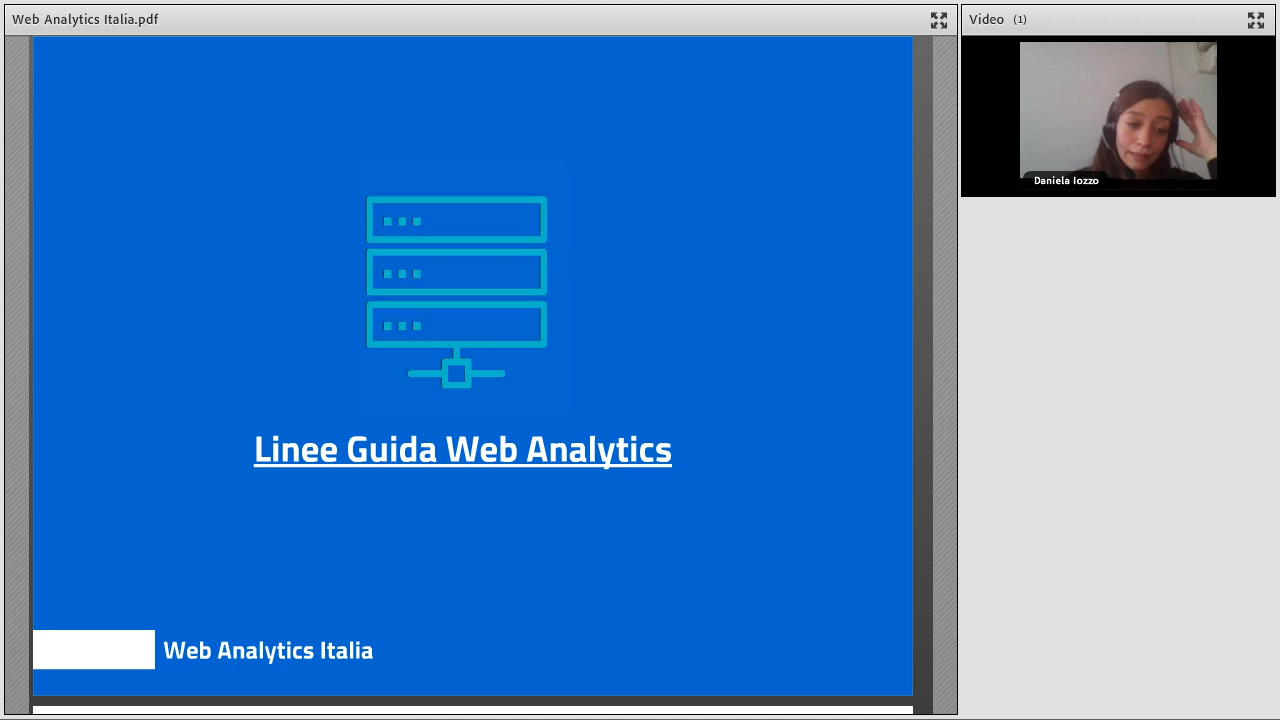 Web Analytics Italia.pdf
Video (1)
Daniela Iozzo
Linee Guida Web Analytics
Web Analytics Italia